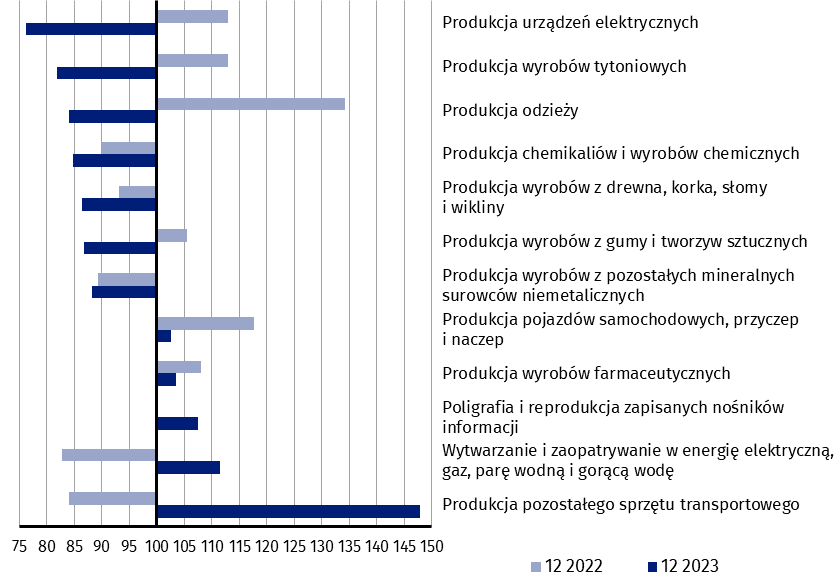 Produkcja urządzeń elektrycznych
Produkcja wyrobów tytoniowych
Produkcja odzieży
Produkcja chemikaliów i wyrobów chemicznych
Produkcja wyrobów z drewna, korka, słomy
i wikliny
Produkcja wyrobów z gumy i tworzyw sztucznych
Produkcja wyrobów z pozostałych mineralnych
surowców niemetalicznych
Produkcja pojazdów samochodowych, przyczep
i naczep
Produkcja wyrobów farmaceutycznych
Poligrafia i reprodukcja zapisanych nośników
informacji
Wytwarzanie i zaopatrywanie w energię elektryczną,
gaz, parę wodną i gorącą wodę
Produkcja pozostałego sprzętu transportowego
75 80 85 90 95 100 105 110 115 120 125 130 135 140 145 150
12 2022 12 2023